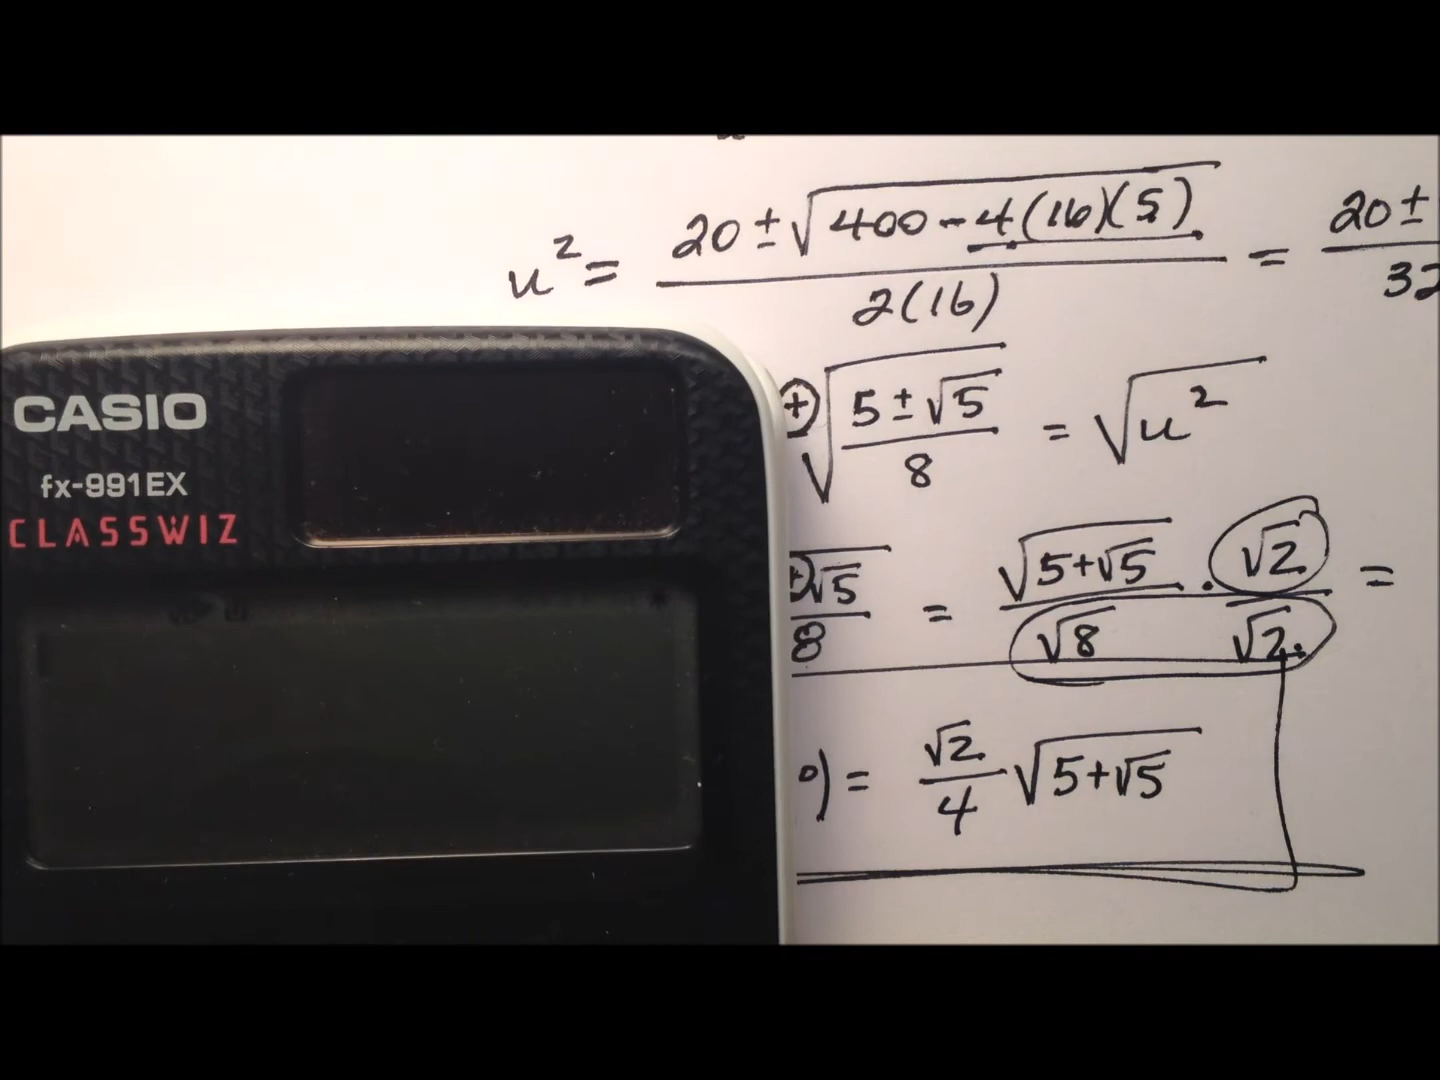 u² = (20 ± √(400 - 4(16)(5))) / 2(16) = 20 ± / 32
CASIO
fx-991EX
CLASSWIZ
(+) √((5 ± √5) / 8) = √(u²)
+ √5 / 8 = √(5+√5) / √8 · √2 / √2 =
°) = √2 / 4 √(5+√5)